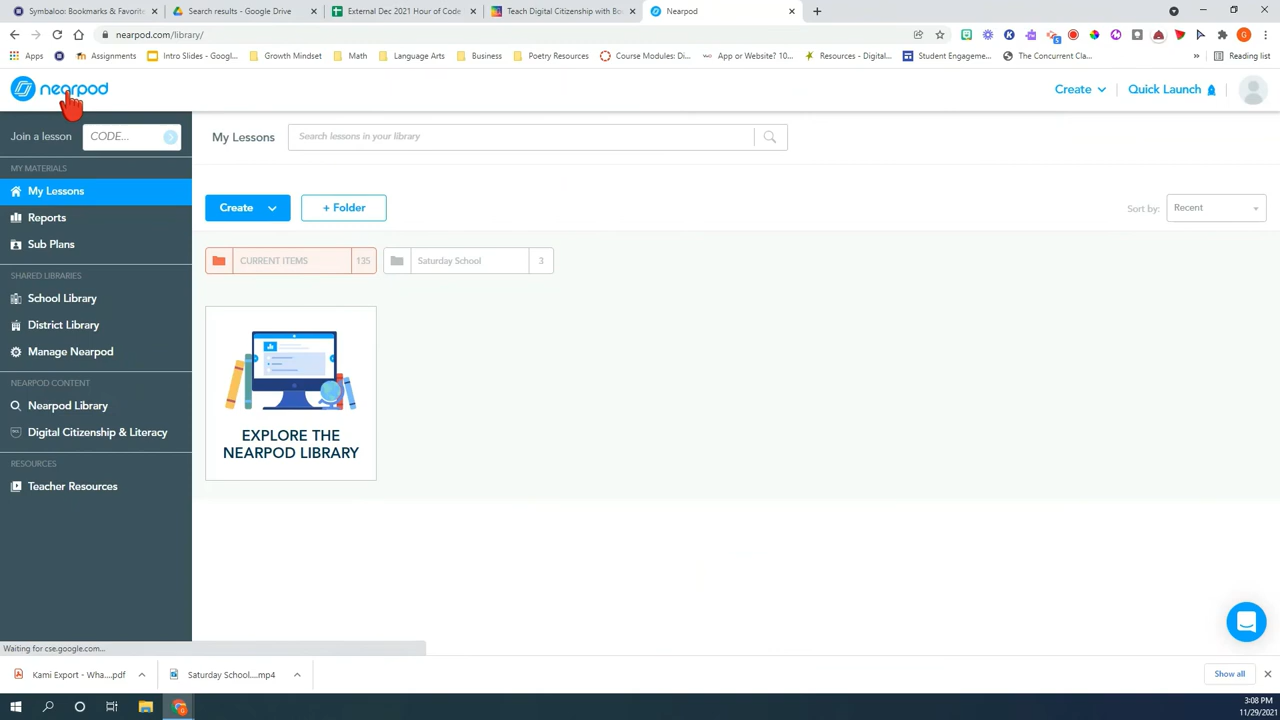 Symbaloo: Bookmarks & Favorit
Search results - Google Drive
External Dec 2021 Hour of Code
Teach Digital Citizenship with Bo
Nearpod
nearpod.com/library/
Apps
Assignments
Intro Slides - Googl...
Growth Mindset
Math
Language Arts
Business
Poetry Resources
Course Modules: Di...
App or Website? 10...
Resources – Digital...
Student Engageme...
The Concurrent Cla...
Reading list
nearpod
Create
Quick Launch
Join a lesson
CODE...
My Lessons
Search lessons in your library
MY MATERIALS
My Lessons
Reports
Sub Plans
Create
+ Folder
Sort by:
Recent
CURRENT ITEMS
135
Saturday School
3
SHARED LIBRARIES
School Library
District Library
Manage Nearpod
NEARPOD CONTENT
Nearpod Library
Digital Citizenship & Literacy
RESOURCES
Teacher Resources
EXPLORE THE
NEARPOD LIBRARY
Waiting for cse.google.com...
Kami Export - Wha....pdf
Saturday School....mp4
Show all
3:08 PM
11/29/2021